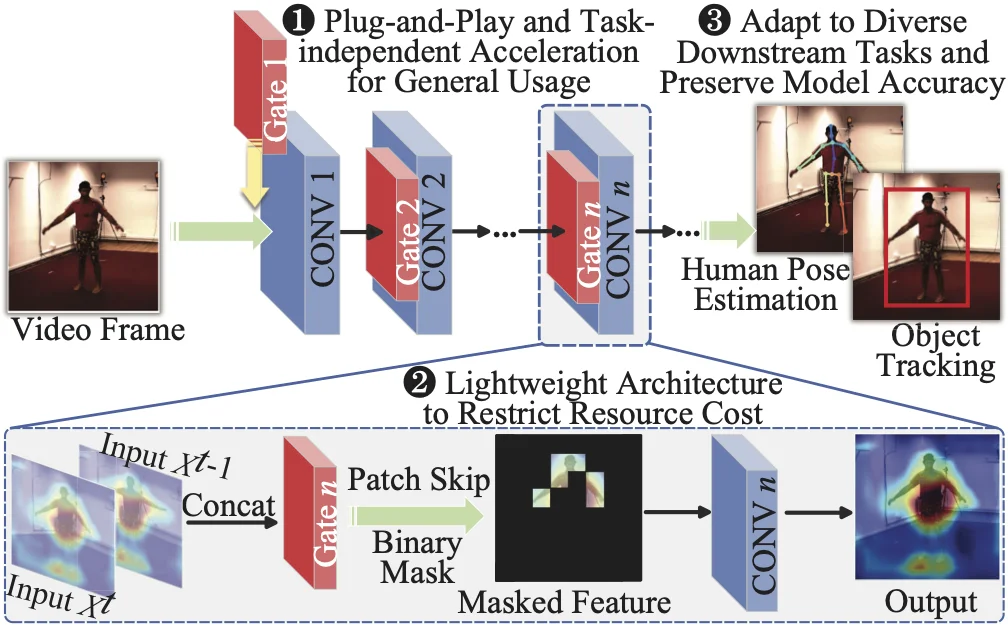 ❶ Plug-and-Play and Task-
independent Acceleration
for General Usage
❸ Adapt to Diverse
Downstream Tasks and
Preserve Model Accuracy
Gate 1
CONV 1
Gate 2
CONV 2
...
Gate n
CONV n
...
Video Frame
Human Pose
Estimation
Object
Tracking
❷ Lightweight Architecture
to Restrict Resource Cost
Input Xt-1
Input Xt
Concat
Gate n
Patch Skip
Binary
Mask
Masked Feature
CONV n
Output